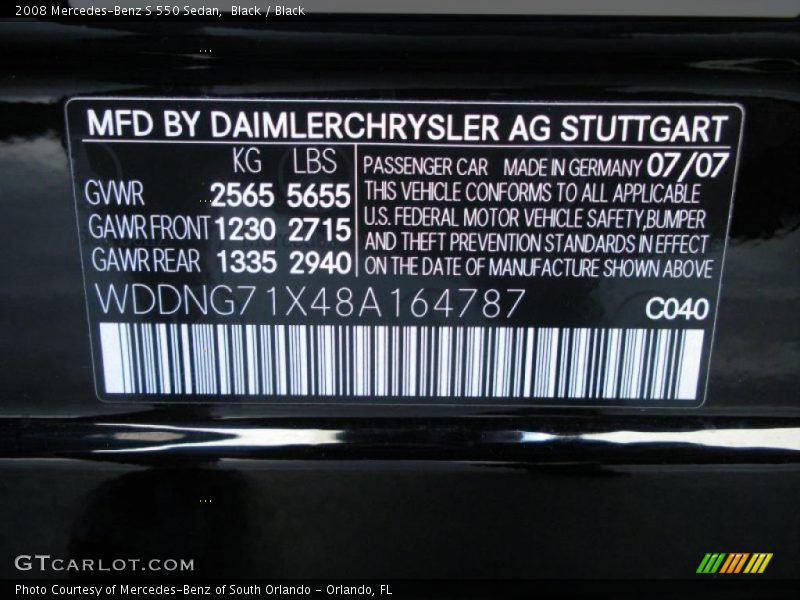 2008 Mercedes-Benz S 550 Sedan,  Black / Black
MFD BY DAIMLERCHRYSLER AG STUTTGART
KG LBS
GVWR 2565 5655
GAWR FRONT 1230 2715
GAWR REAR 1335 2940
PASSENGER CAR MADE IN GERMANY 07/07
THIS VEHICLE CONFORMS TO ALL APPLICABLE
U.S. FEDERAL MOTOR VEHICLE SAFETY,BUMPER
AND THEFT PREVENTION STANDARDS IN EFFECT
ON THE DATE OF MANUFACTURE SHOWN ABOVE
WDDNG71X48A164787 C040
GTCARLOT.COM
Photo Courtesy of Mercedes-Benz of South Orlando - Orlando, FL